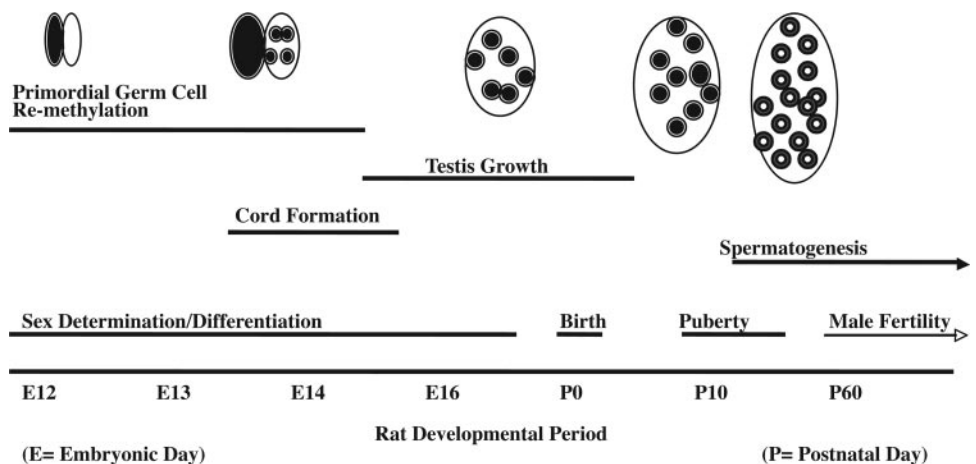 Primordial Germ Cell
Re-methylation
Testis Growth
Cord Formation
Spermatogenesis
Sex Determination/Differentiation
Birth
Puberty
Male Fertility
E12
E13
E14
E16
P0
P10
P60
Rat Developmental Period
(E= Embryonic Day)
(P= Postnatal Day)